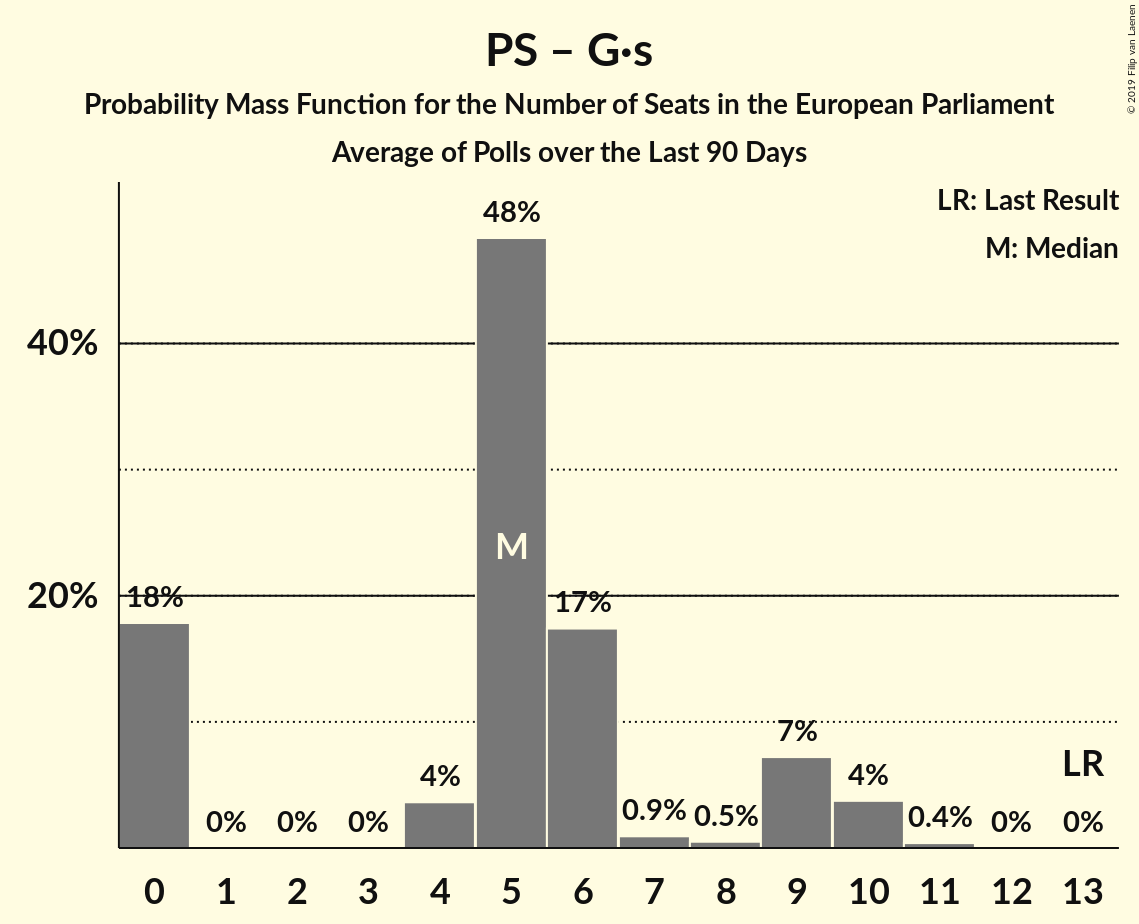 PS – G·s
Probability Mass Function for the Number of Seats in the European Parliament
Average of Polls over the Last 90 Days
© 2019 Filip van Laenen
LR: Last Result
M: Median
48%
40%
M
20%
18%
17%
7%
LR
4%
4%
0%
0%
0%
0.9%
0.5%
0.4%
0%
0%
0 1 2 3 4 5 6 7 8 9 10 11 12 13